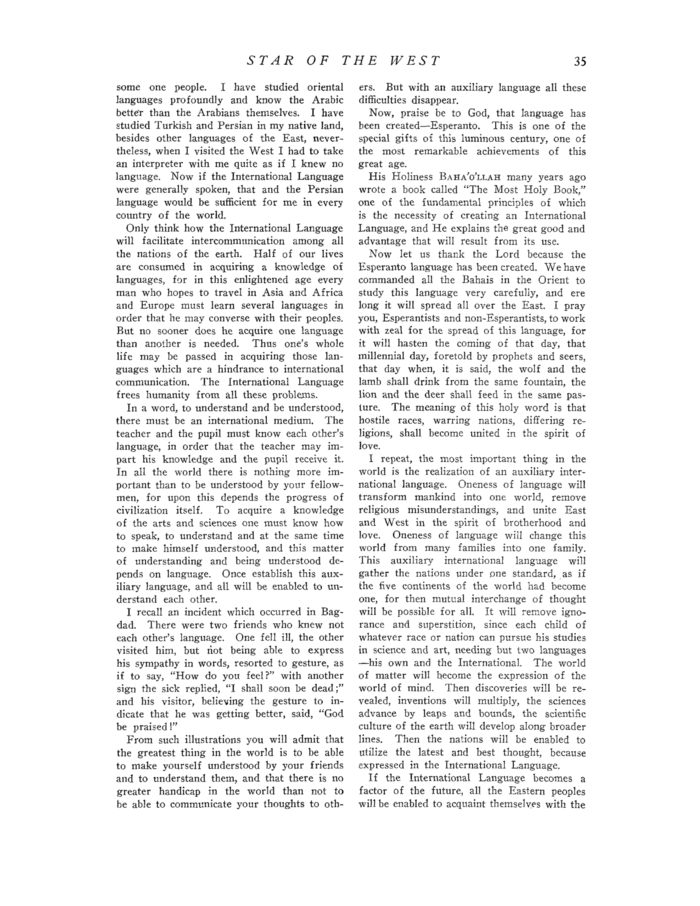 STAR OF THE WEST 35
some one people. I have studied oriental
languages profoundly and know the Arabic
better than the Arabians themselves. I have
studied Turkish and Persian in my native land,
besides other languages of the East, never-
theless, when I visited the West I had to take
an interpreter with me quite as if I knew no
language. Now if the International Language
were generally spoken, that and the Persian
language would be sufficient for me in every
country of the world.
Only think how the International Language
will facilitate intercommunication among all
the nations of the earth. Half of our lives
are consumed in acquiring a knowledge of
languages, for in this enlightened age every
man who hopes to travel in Asia and Africa
and Europe must learn several languages in
order that he may converse with their peoples.
But no sooner does he acquire one language
than another is needed. Thus one's whole
life may be passed in acquiring those lan-
guages which are a hindrance to international
communication. The International Language
frees humanity from all these problems.
In a word, to understand and be understood,
there must be an international medium. The
teacher and the pupil must know each other's
language, in order that the teacher may im-
part his knowledge and the pupil receive it.
In all the world there is nothing more im-
portant than to be understood by your fellow-
men, for upon this depends the progress of
civilization itself. To acquire a knowledge
of the arts and sciences one must know how
to speak, to understand and at the same time
to make himself understood, and this matter
of understanding and being understood de-
pends on language. Once establish this aux-
iliary language, and all will be enabled to un-
derstand each other.
I recall an incident which occurred in Bag-
dad. There were two friends who knew not
each other's language. One fell ill, the other
visited him, but not being able to express
his sympathy in words, resorted to gesture, as
if to say, "How do you feel?" with another
sign the sick replied, "I shall soon be dead;"
and his visitor, believing the gesture to in-
dicate that he was getting better, said, "God
be praised!"
From such illustrations you will admit that
the greatest thing in the world is to be able
to make yourself understood by your friends
and to understand them, and that there is no
greater handicap in the world than not to
be able to communicate your thoughts to oth-
ers. But with an auxiliary language all these
difficulties disappear.
Now, praise be to God, that language has
been created—Esperanto. This is one of the
special gifts of this luminous century, one of
the most remarkable achievements of this
great age.
His Holiness BAHA'O'LLAH many years ago
wrote a book called "The Most Holy Book,"
one of the fundamental principles of which
is the necessity of creating an International
Language, and He explains the great good and
advantage that will result from its use.
Now let us thank the Lord because the
Esperanto language has been created. We have
commanded all the Bahais in the Orient to
study this language very carefully, and ere
long it will spread all over the East. I pray
you, Esperantists and non-Esperantists, to work
with zeal for the spread of this language, for
it will hasten the coming of that day, that
millennial day, foretold by prophets and seers,
that day when, it is said, the wolf and the
lamb shall drink from the same fountain, the
lion and the deer shall feed in the same pas-
ture. The meaning of this holy word is that
hostile races, warring nations, differing re-
ligions, shall become united in the spirit of
love.
I repeat, the most important thing in the
world is the realization of an auxiliary inter-
national language. Oneness of language will
transform mankind into one world, remove
religious misunderstandings, and unite East
and West in the spirit of brotherhood and
love. Oneness of language will change this
world from many families into one family.
This auxiliary international language will
gather the nations under one standard, as if
the five continents of the world had become
one, for then mutual interchange of thought
will be possible for all. It will remove igno-
rance and superstition, since each child of
whatever race or nation can pursue his studies
in science and art, needing but two languages
—his own and the International. The world
of matter will become the expression of the
world of mind. Then discoveries will be re-
vealed, inventions will multiply, the sciences
advance by leaps and bounds, the scientific
culture of the earth will develop along broader
lines. Then the nations will be enabled to
utilize the latest and best thought, because
expressed in the International Language.
If the International Language becomes a
factor of the future, all the Eastern peoples
will be enabled to acquaint themselves with the